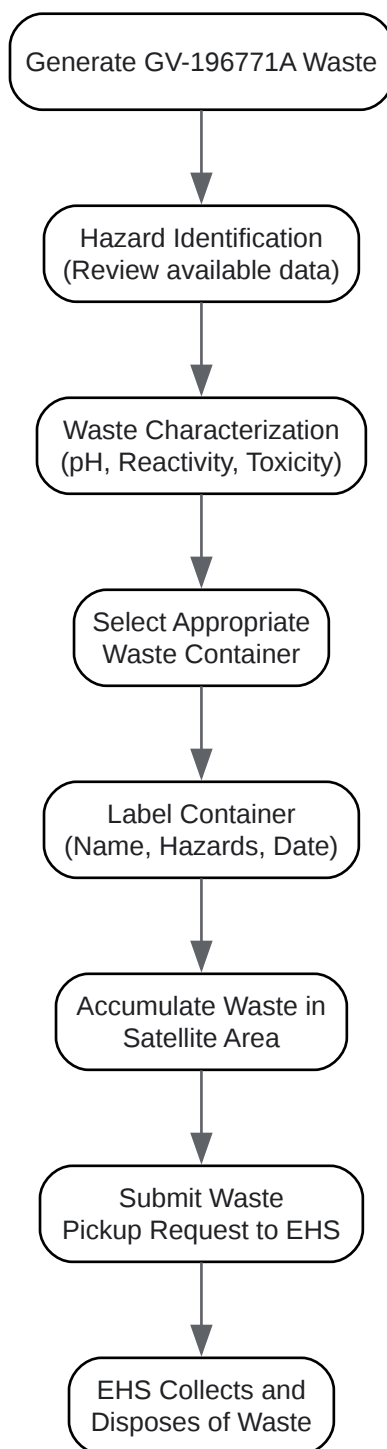 Generate GV-196771A Waste
Hazard Identification
(Review available data)
Waste Characterization
(pH, Reactivity, Toxicity)
Select Appropriate
Waste Container
Label Container
(Name, Hazards, Date)
Accumulate Waste in
Satellite Area
Submit Waste
Pickup Request to EHS
EHS Collects and
Disposes of Waste